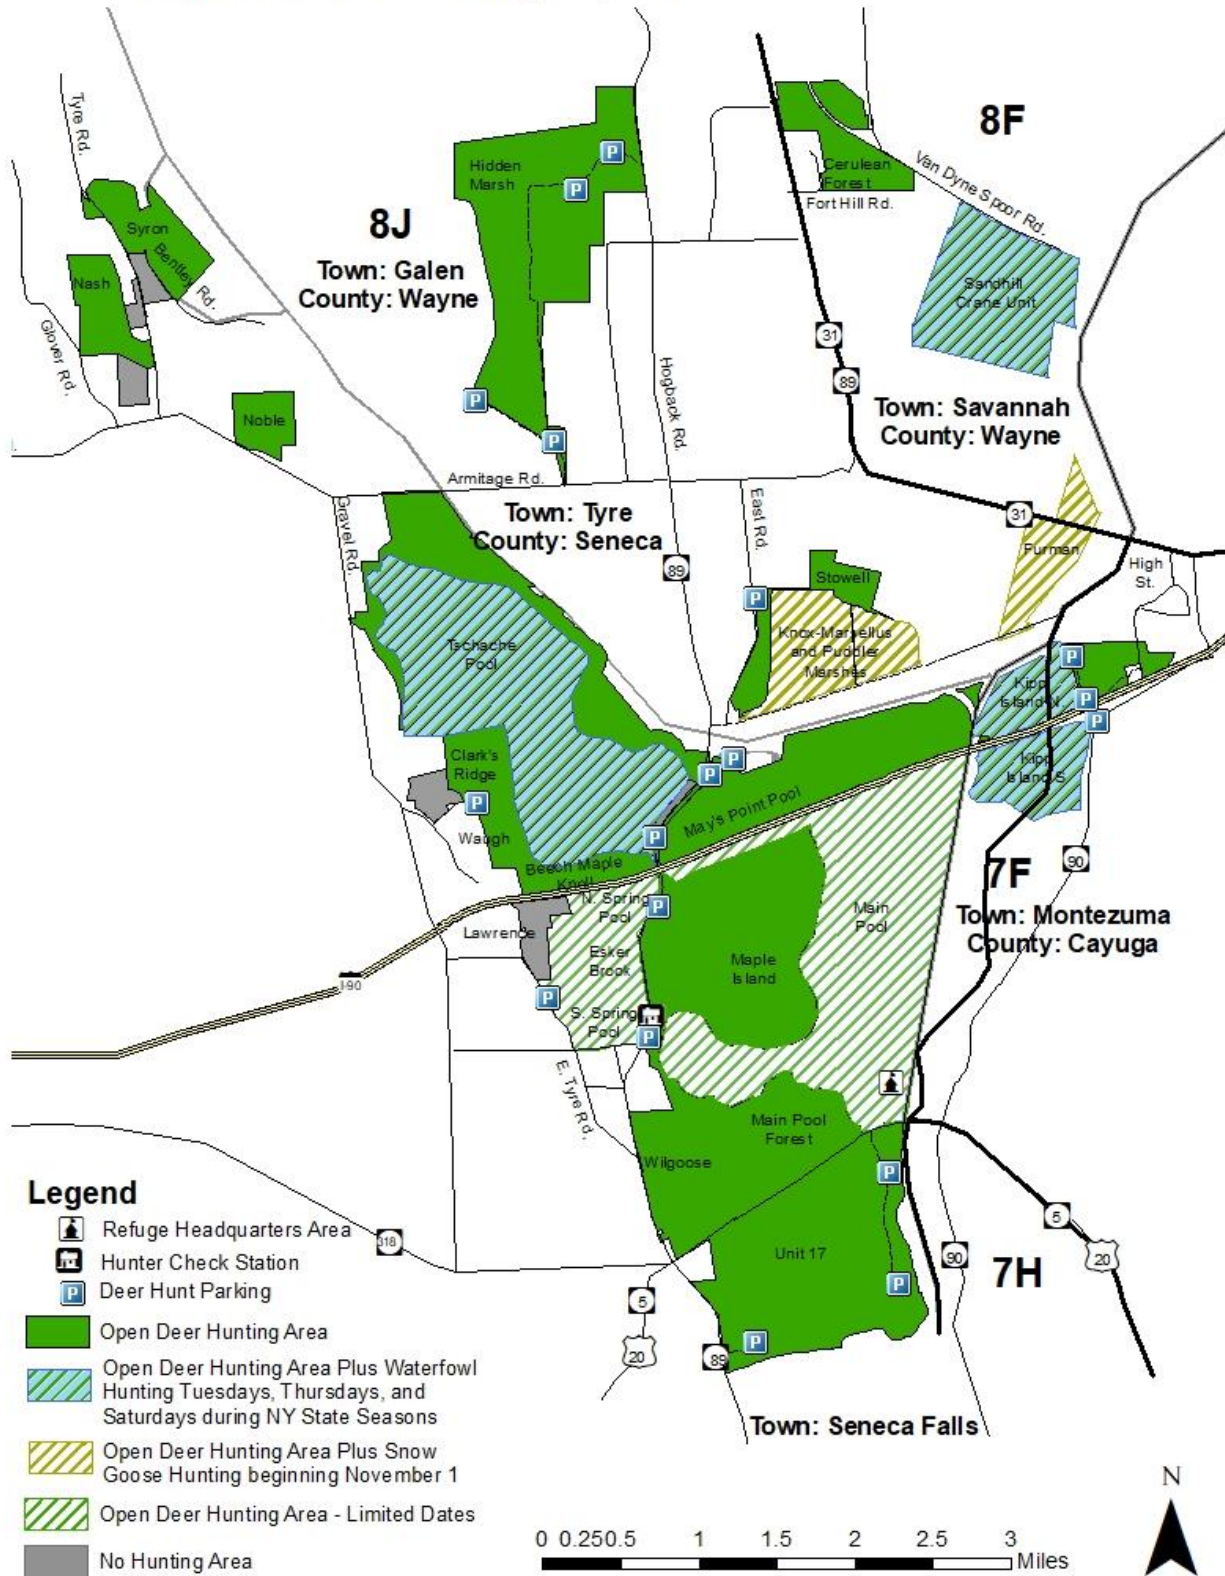 8F
Tyre Rd.
Hidden
Marsh
Cerulean
Forest
Fort Hill Rd.
Van Dyne Spoor Rd.
8J
Town: Galen
County: Wayne
Syron
Bentley Rd.
Nash
Sandhill
Crane Unit
Glover Rd.
31
89
Hogback Rd.
Town: Savannah
County: Wayne
Noble
Armitage Rd.
Gravel Rd.
Town: Tyre
County: Seneca
East Rd.
31
Furman
High
St.
89
Stowell
Tschache
Pool
Knox-Marsellus
and Puddler
Marshes
Kipp
Island N
Kipp
Island S
Clark's
Ridge
May's Point Pool
Waugh
Beech Maple
Knoll
90
7F
N. Spring
Pool
Lawrence
Main
Pool
Town: Montezuma
County: Cayuga
Esker
Brook
Maple
Island
I-90
S. Spring
Pool
E. Tyre Rd.
Main Pool
Forest
Wilgoose
Legend
Refuge Headquarters Area
Hunter Check Station
P Deer Hunt Parking
Open Deer Hunting Area
Open Deer Hunting Area Plus Waterfowl
Hunting Tuesdays, Thursdays, and
Saturdays during NY State Seasons
Open Deer Hunting Area Plus Snow
Goose Hunting beginning November 1
Open Deer Hunting Area - Limited Dates
No Hunting Area
318
5
20
Unit 17
90
7H
5
20
89
Town: Seneca Falls
N
0 0.25 0.5 1 1.5 2 2.5 3
Miles